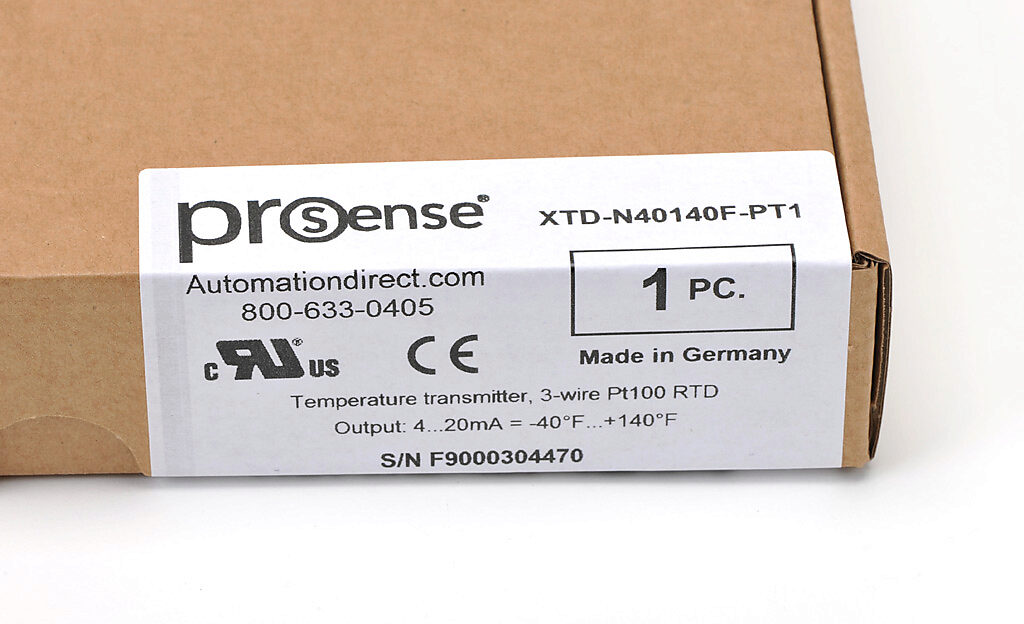 prosense®
XTD-N40140F-PT1
Automationdirect.com
800-633-0405
1 PC.
c RU® US
CE
Made in Germany
Temperature transmitter, 3-wire Pt100 RTD
Output: 4...20mA = -40°F...+140°F
S/N F9000304470